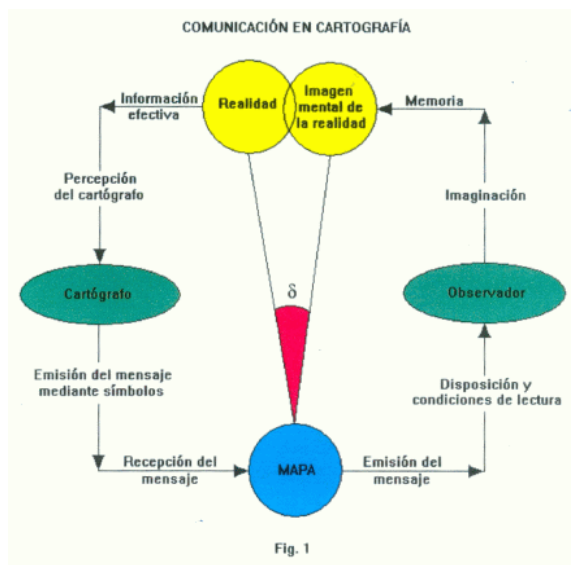 COMUNICACIÓN EN CARTOGRAFÍA
Información
efectiva
Realidad
Imagen
mental de
la realidad
Memoria
Percepción
del cartógrafo
Imaginación
Cartógrafo
δ
Observador
Emisión del mensaje
mediante símbolos
Disposición y
condiciones de lectura
Recepción del
mensaje
MAPA
Emisión del
mensaje
Fig. 1